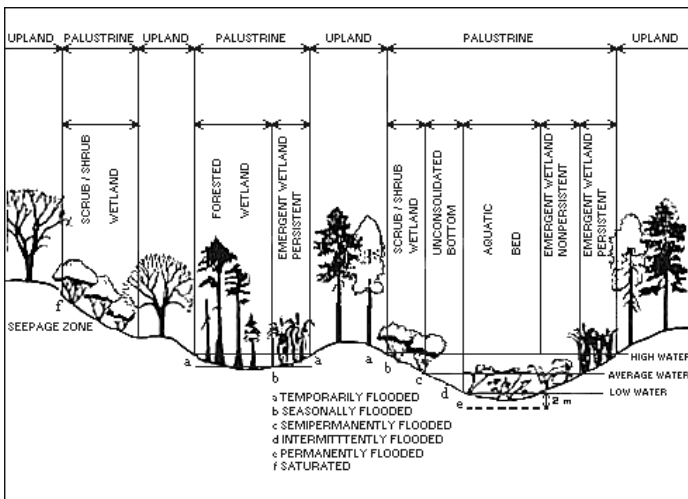 UPLAND PALUSTRINE UPLAND PALUSTRINE UPLAND PALUSTRINE UPLAND
SCRUB / SHRUB
WETLAND
FORESTED
WETLAND
EMERGENT WETLAND
PERSISTENT
SCRUB / SHRUB
WETLAND
UNCONSOLIDATED
BOTTOM
AQUATIC
BED
EMERGENT WETLAND
NONPERSISTENT
EMERGENT WETLAND
PERSISTENT
f
SEEPAGE ZONE
a
b
a
a
b
c
d
e
HIGH WATER
AVERAGE WATER
LOW WATER
2 m
a TEMPORARILY FLOODED
b SEASONALLY FLOODED
c SEMIPERMANENTLY FLOODED
d INTERMITTTENTLY FLOODED
e PERMANENTLY FLOODED
f SATURATED